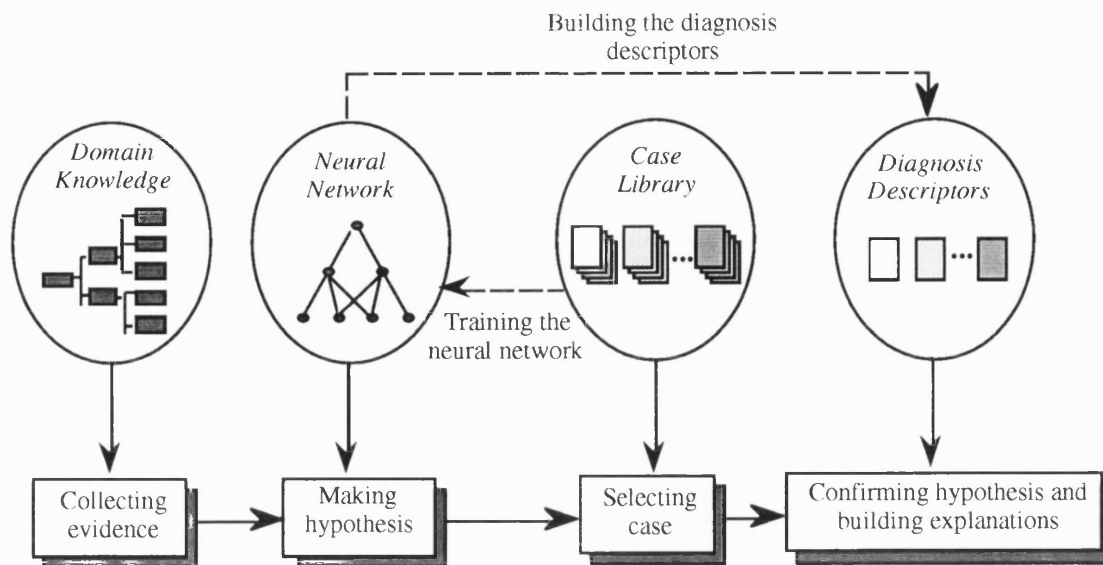 Building the diagnosis
descriptors
Domain
Knowledge
Neural
Network
Case
Library
Diagnosis
Descriptors
Training the
neural network
Collecting
evidence
Making
hypothesis
Selecting
case
Confirming hypothesis and
building explanations